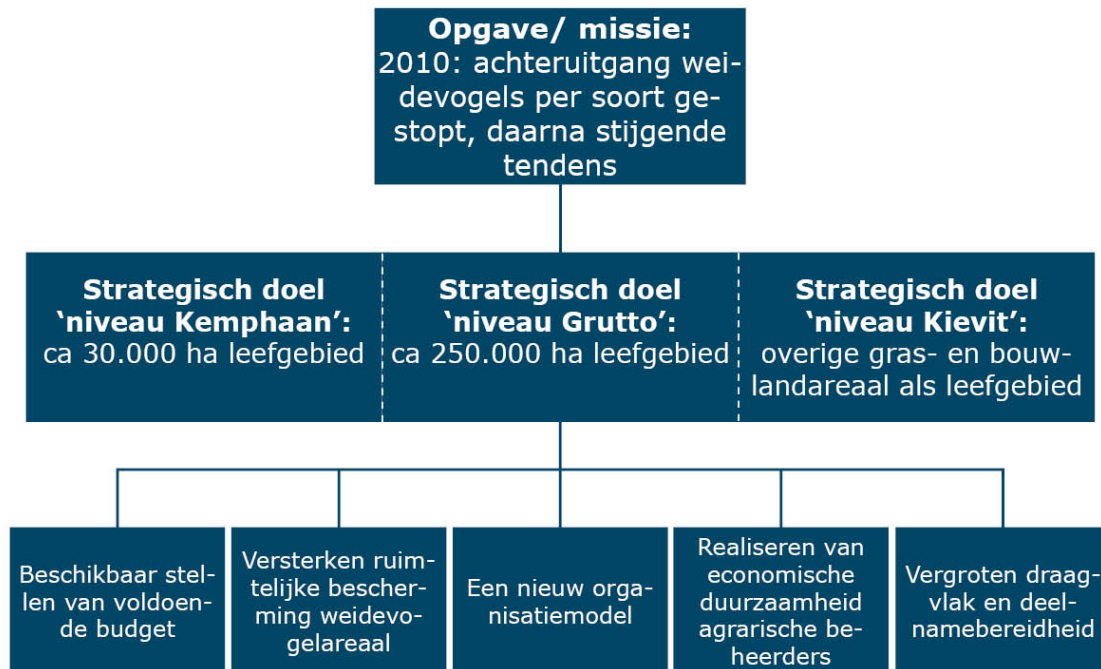 Opgave/ missie:
2010: achteruitgang wei-
devogels per soort ge-
stopt, daarna stijgende
tendens
Strategisch doel
‘niveau Kemphaan’:
ca 30.000 ha leefgebied
Strategisch doel
‘niveau Grutto’:
ca 250.000 ha leefgebied
Strategisch doel
‘niveau Kievit’:
overige gras- en bouw-
landareaal als leefgebied
Beschikbaar stel-
len van voldoen-
de budget
Versterken ruim-
telijke bescher-
ming weidevo-
gelareaal
Een nieuw orga-
nisatiemodel
Realiseren van
economische
duurzaamheid
agrarische be-
heerders
Vergroten draag-
vlak en deel-
namebereidheid